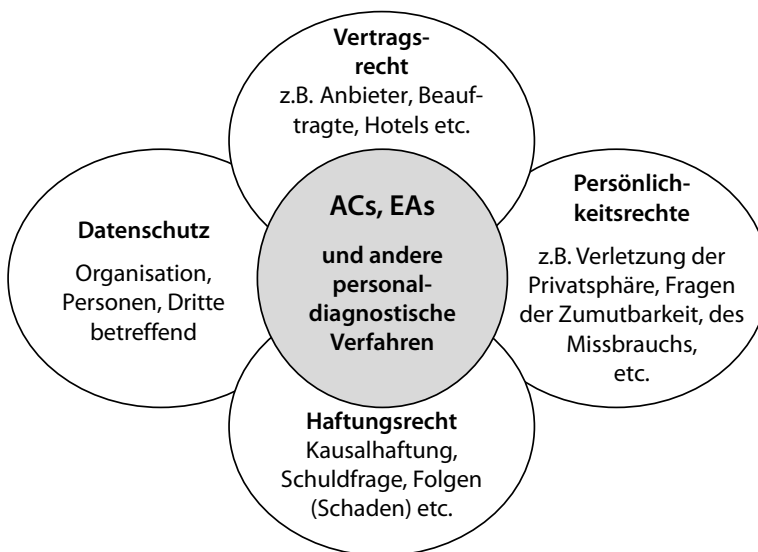 Vertrags-
recht
z.B. Anbieter, Beauf-
tragte, Hotels etc.
Datenschutz
Organisation,
Personen, Dritte
betreffend
ACs, EAs
und andere
personal-
diagnostische
Verfahren
Persönlich-
keitsrechte
z.B. Verletzung der
Privatsphäre, Fragen
der Zumutbarkeit, des
Missbrauchs,
etc.
Haftungsrecht
Kausalhaftung,
Schuldfrage, Folgen
(Schaden) etc.